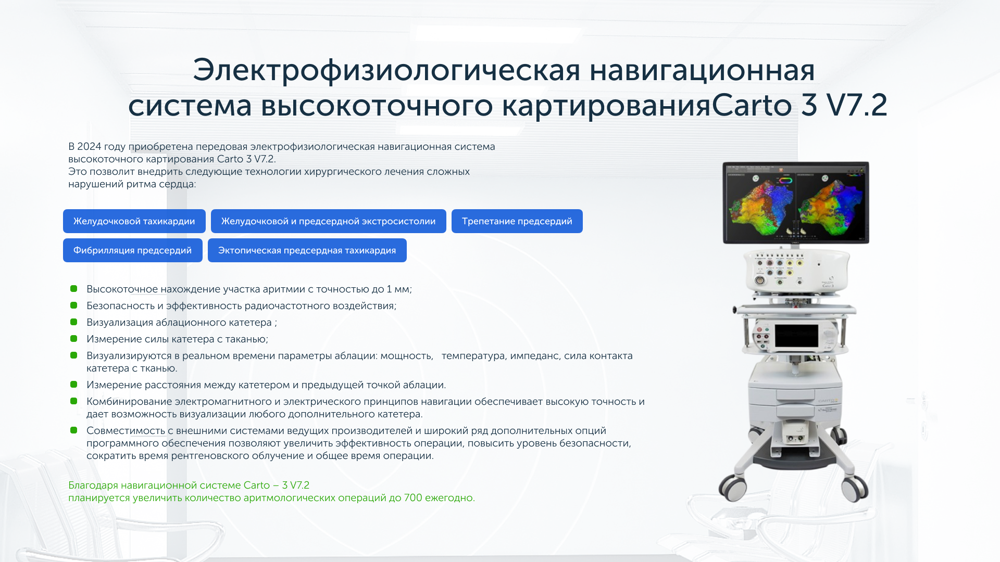 Электрофизиологическая навигационная
система высокоточного картированияCarto 3 V7.2
В 2024 году приобретена передовая электрофизиологическая навигационная система
высокоточного картирования Carto 3 V7.2.
Это позволит внедрить следующие технологии хирургического лечения сложных
нарушений ритма сердца:
Желудочковой тахикардии
Желудочковой и предсердной экстросистолии
Трепетание предсердий
Фибрилляция предсердий
Эктопическая предсердная тахикардия
Высокоточное нахождение участка аритмии с точностью до 1 мм;
Безопасность и эффективность радиочастотного воздействия;
Визуализация аблационного катетера ;
Измерение силы катетера с таканью;
Визуализируются в реальном времени параметры аблации: мощность, температура, импеданс, сила контакта
катетера с тканью.
Измерение расстояния между катетером и предыдущей точкой аблации.
Комбинирование электромагнитного и электрического принципов навигации обеспечивает высокую точность и
дает возможность визуализации любого дополнительного катетера.
Совместимость с внешними системами ведущих производителей и широкий ряд дополнительных опций
программного обеспечения позволяют увеличить эффективность операции, повысить уровень безопасности,
сократить время рентгеновского облучение и общее время операции.
Благодаря навигационной системе Carto – 3 V7.2
планируется увеличить количество аритмологических операций до 700 ежегодно.